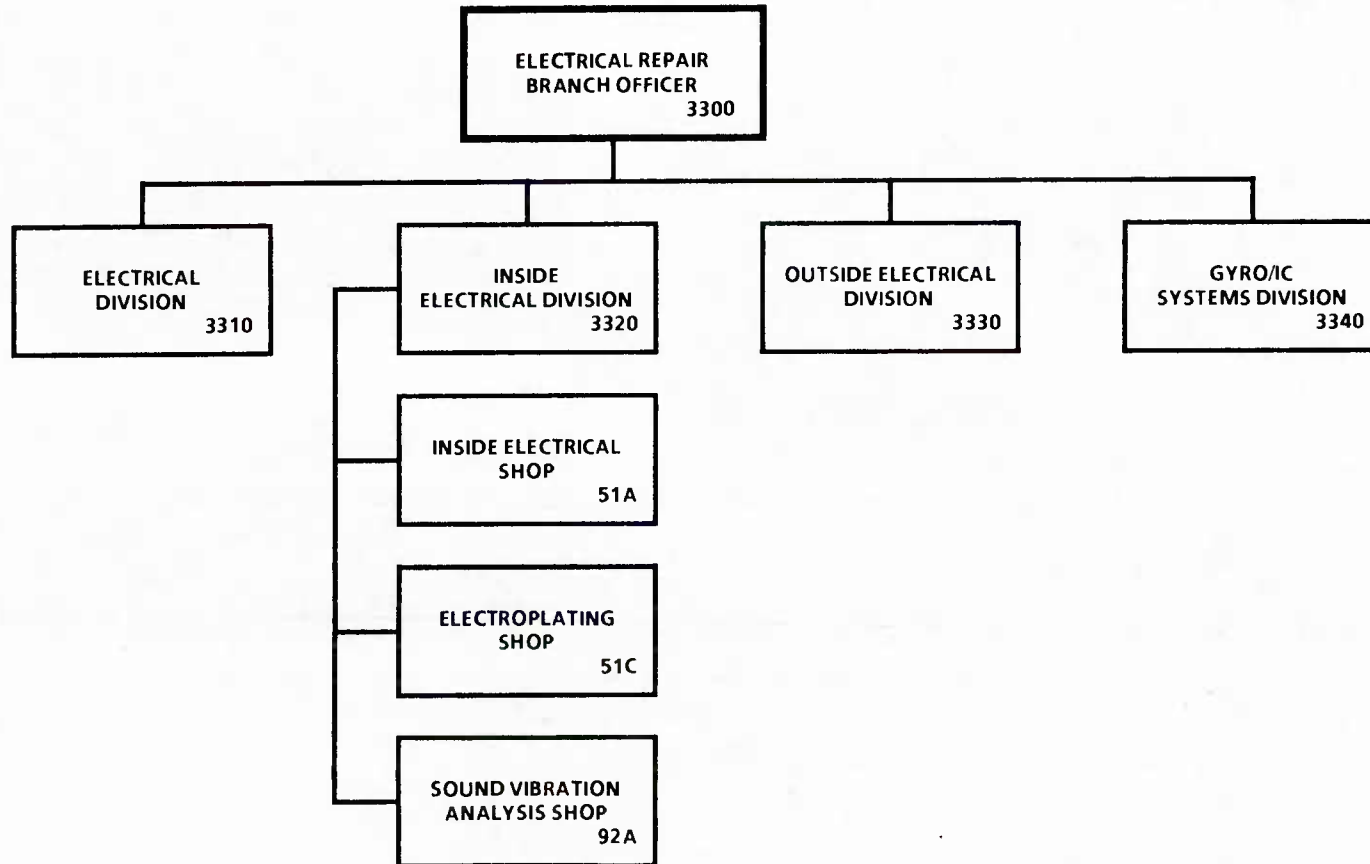 ELECTRICAL REPAIR
BRANCH OFFICER
3300
ELECTRICAL
DIVISION
3310
INSIDE
ELECTRICAL DIVISION
3320
OUTSIDE ELECTRICAL
DIVISION
3330
GYRO/IC
SYSTEMS DIVISION
3340
INSIDE ELECTRICAL
SHOP
51A
ELECTROPLATING
SHOP
51C
SOUND VIBRATION
ANALYSIS SHOP
92A